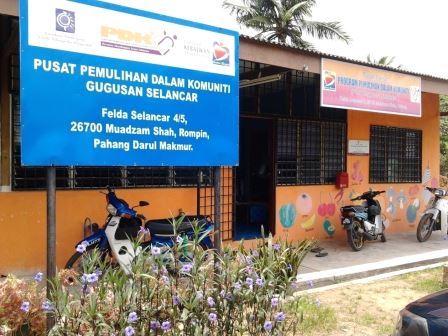 PDK
PUSAT PEMULIHAN DALAM KOMUNITI
GUGUSAN SELANCAR
Felda Selancar 4/5,
26700 Muadzam Shah, Rompin,
Pahang Darul Makmur.
PROGRAM PEMULIHAN DALAM KOMUNITI